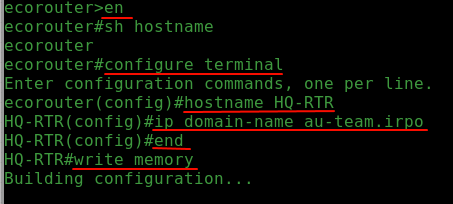 ecorouter>en
ecorouter#sh hostname
ecorouter
ecorouter#configure terminal
Enter configuration commands, one per line.
ecorouter(config)#hostname HQ-RTR
HQ-RTR(config)#ip domain-name au-team.irpo
HQ-RTR(config)#end
HQ-RTR#write memory
Building configuration...